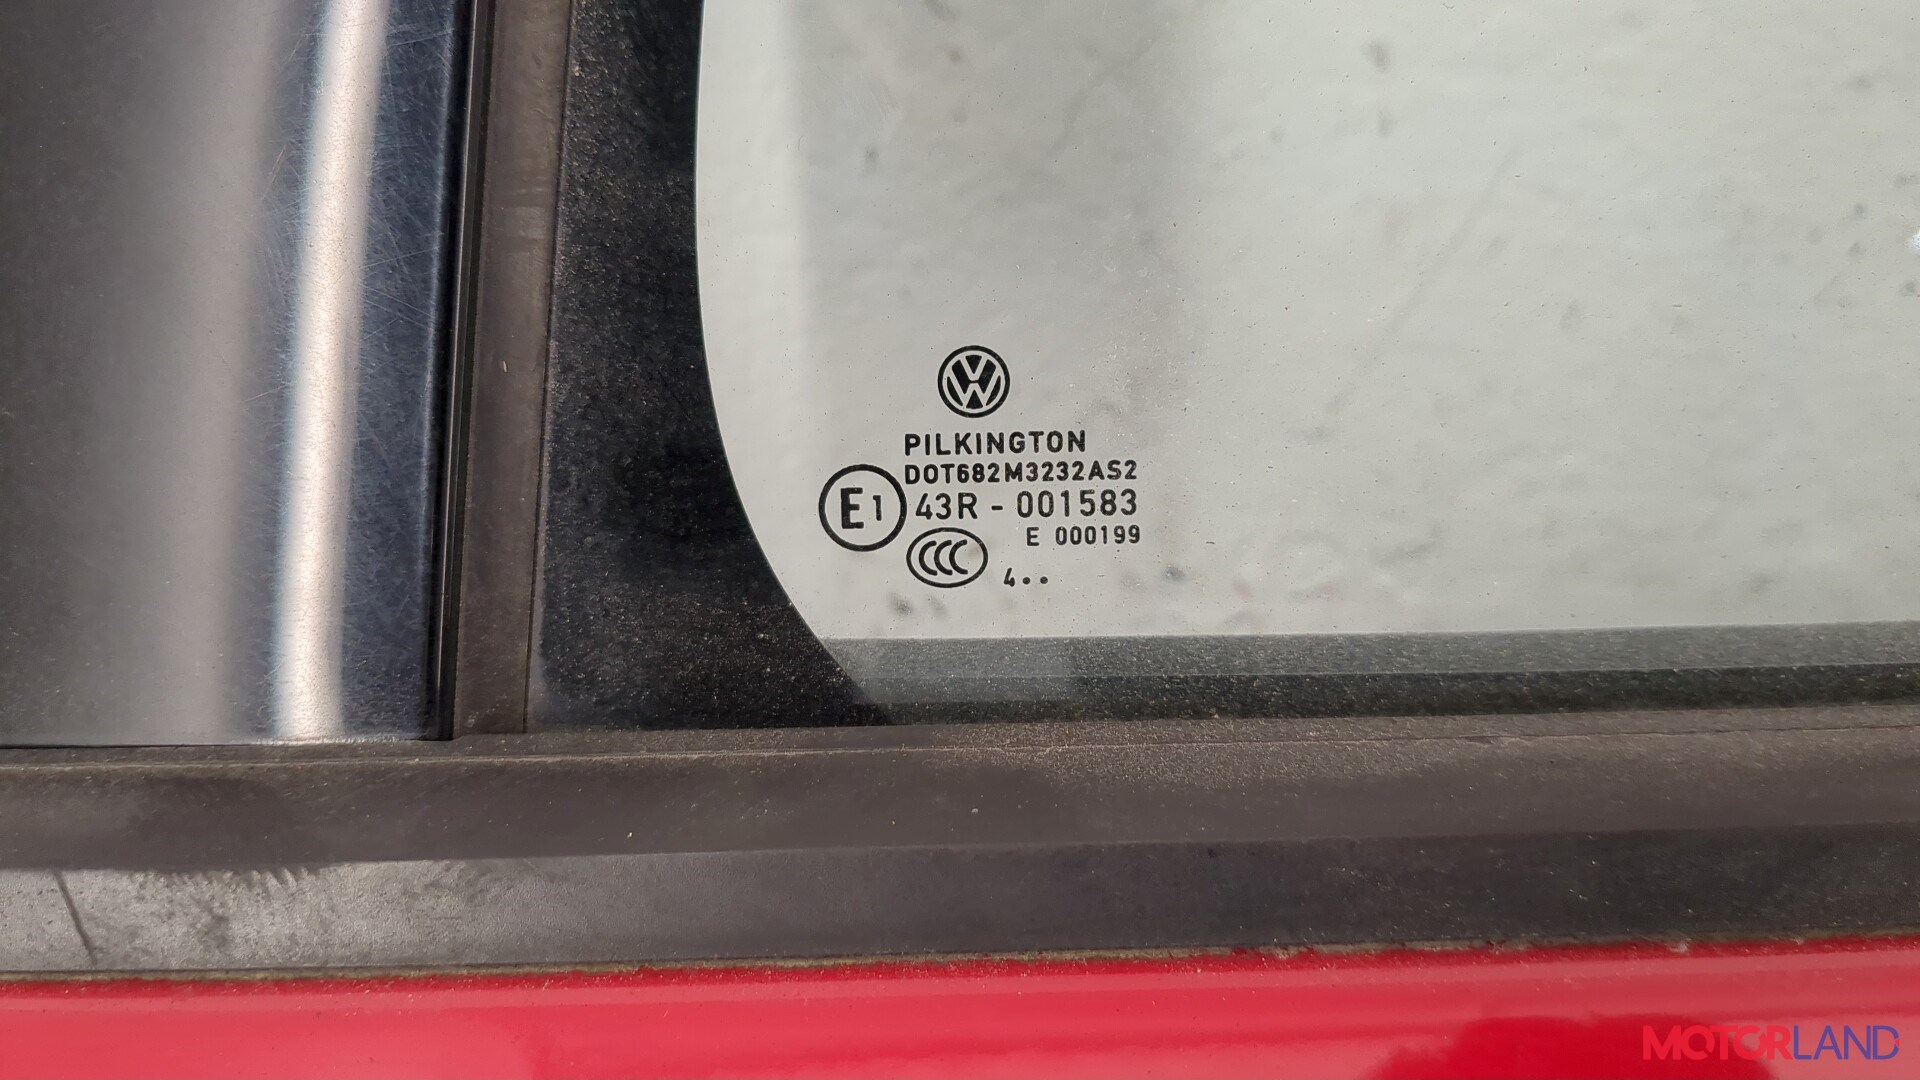 PILKINGTON
DOT682M3232AS2
E1 43R - 001583
E 000199
CCC 4••
MOTORLAND